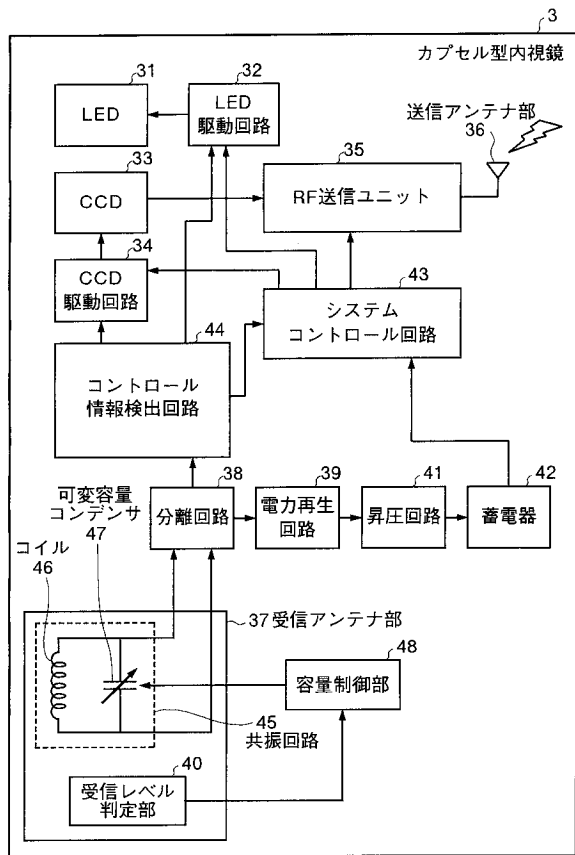 3
カプセル型内視鏡
31
LED
32
LED
駆動回路
送信アンテナ部
36
33
CCD
35
RF送信ユニット
34
CCD
駆動回路
43
システム
コントロール回路
44
コントロール
情報検出回路
38
分離回路
39
電力再生
回路
41
昇圧回路
42
蓄電器
可変容量
コンデンサ
47
コイル
46
37受信アンテナ部
48
容量制御部
45
共振回路
40
受信レベル
判定部